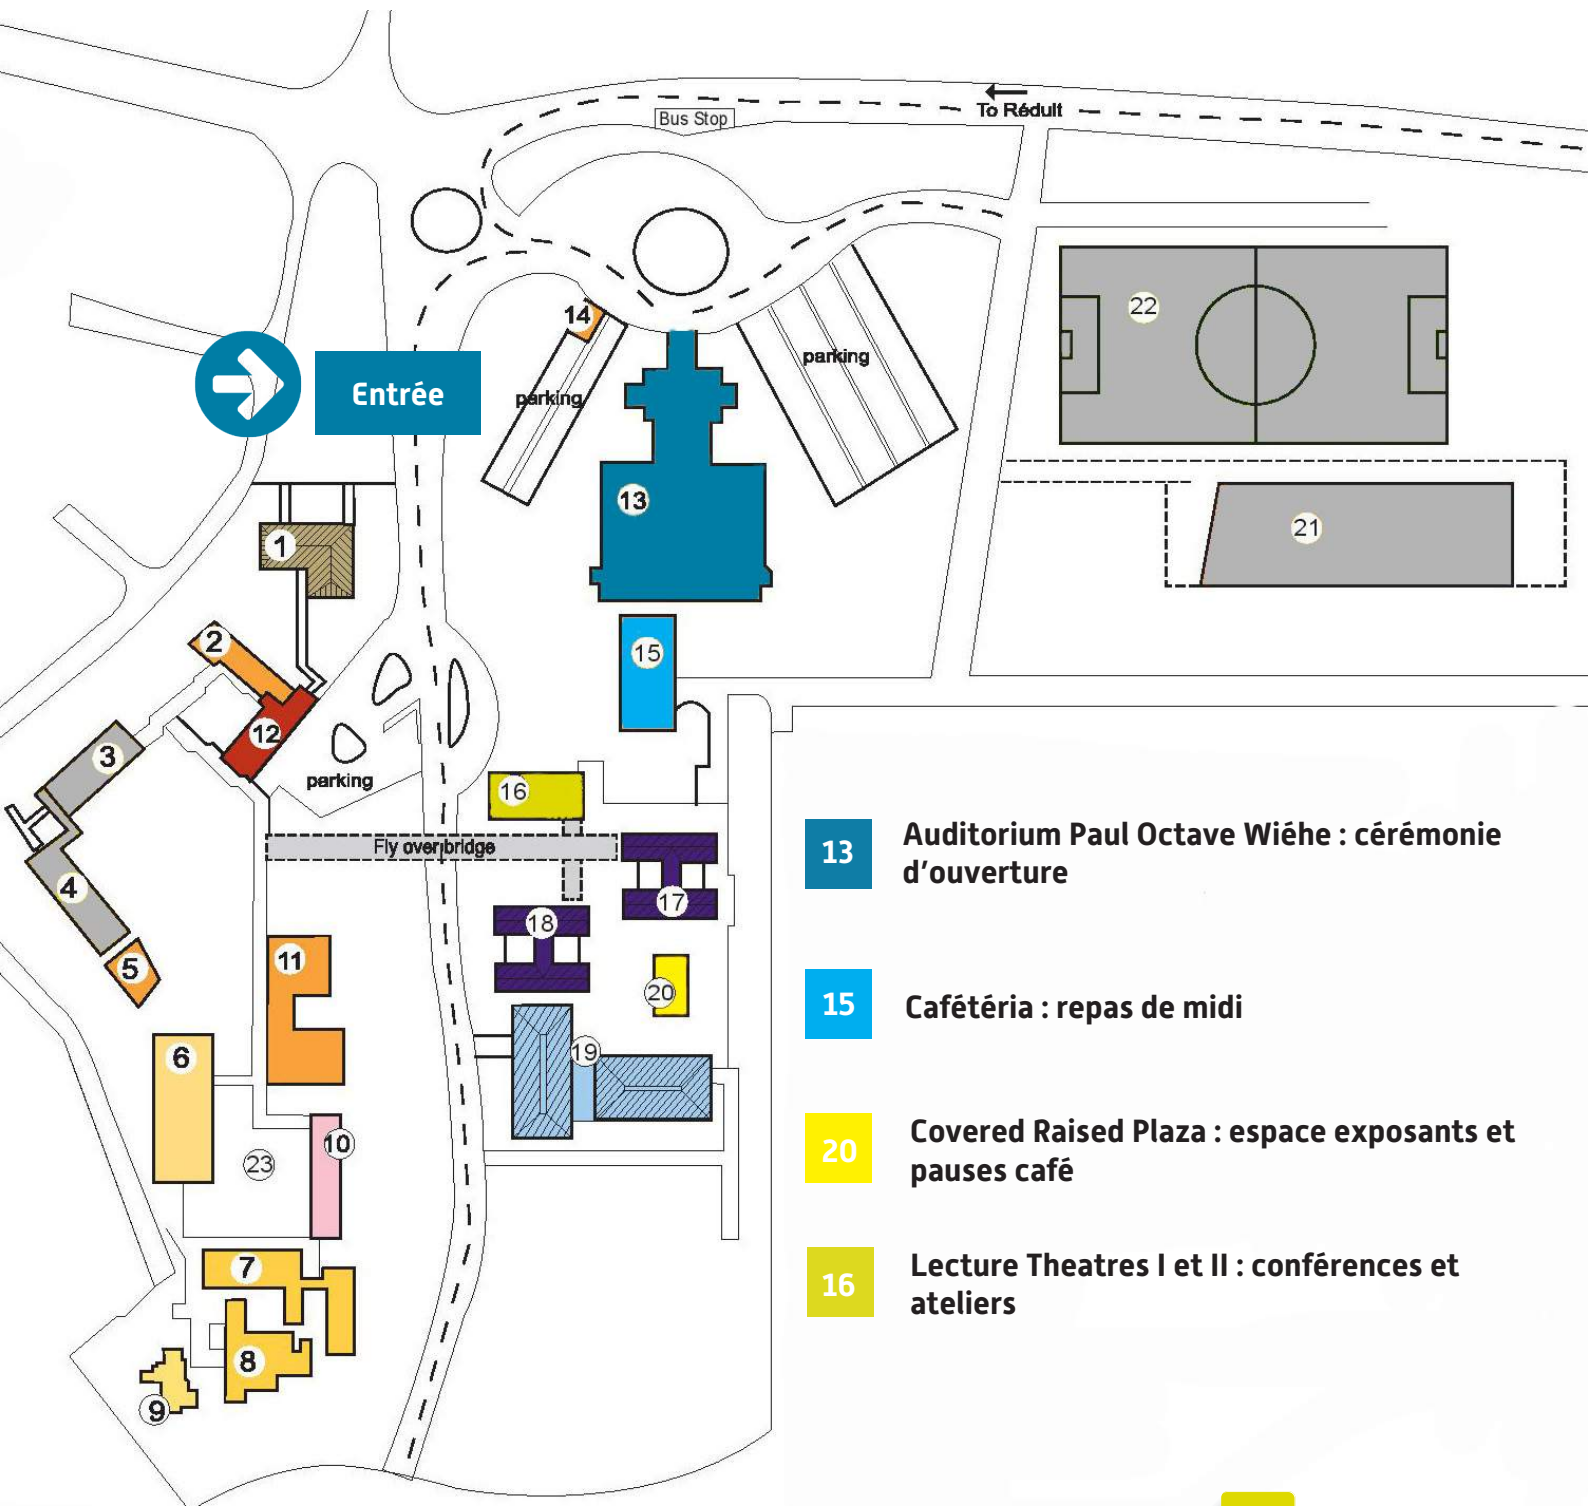 To Réduit
Bus Stop
22
14
parking
parking
Entrée
13
21
1
2
15
12
3
parking
16
Fly over bridge
4
17
18
11
5
20
19
6
10
23
7
8
9
13
Auditorium Paul Octave Wiéhe : cérémonie
d’ouverture
15
Cafétéria : repas de midi
20
Covered Raised Plaza : espace exposants et
pauses café
16
Lecture Theatres I et II : conférences et
ateliers